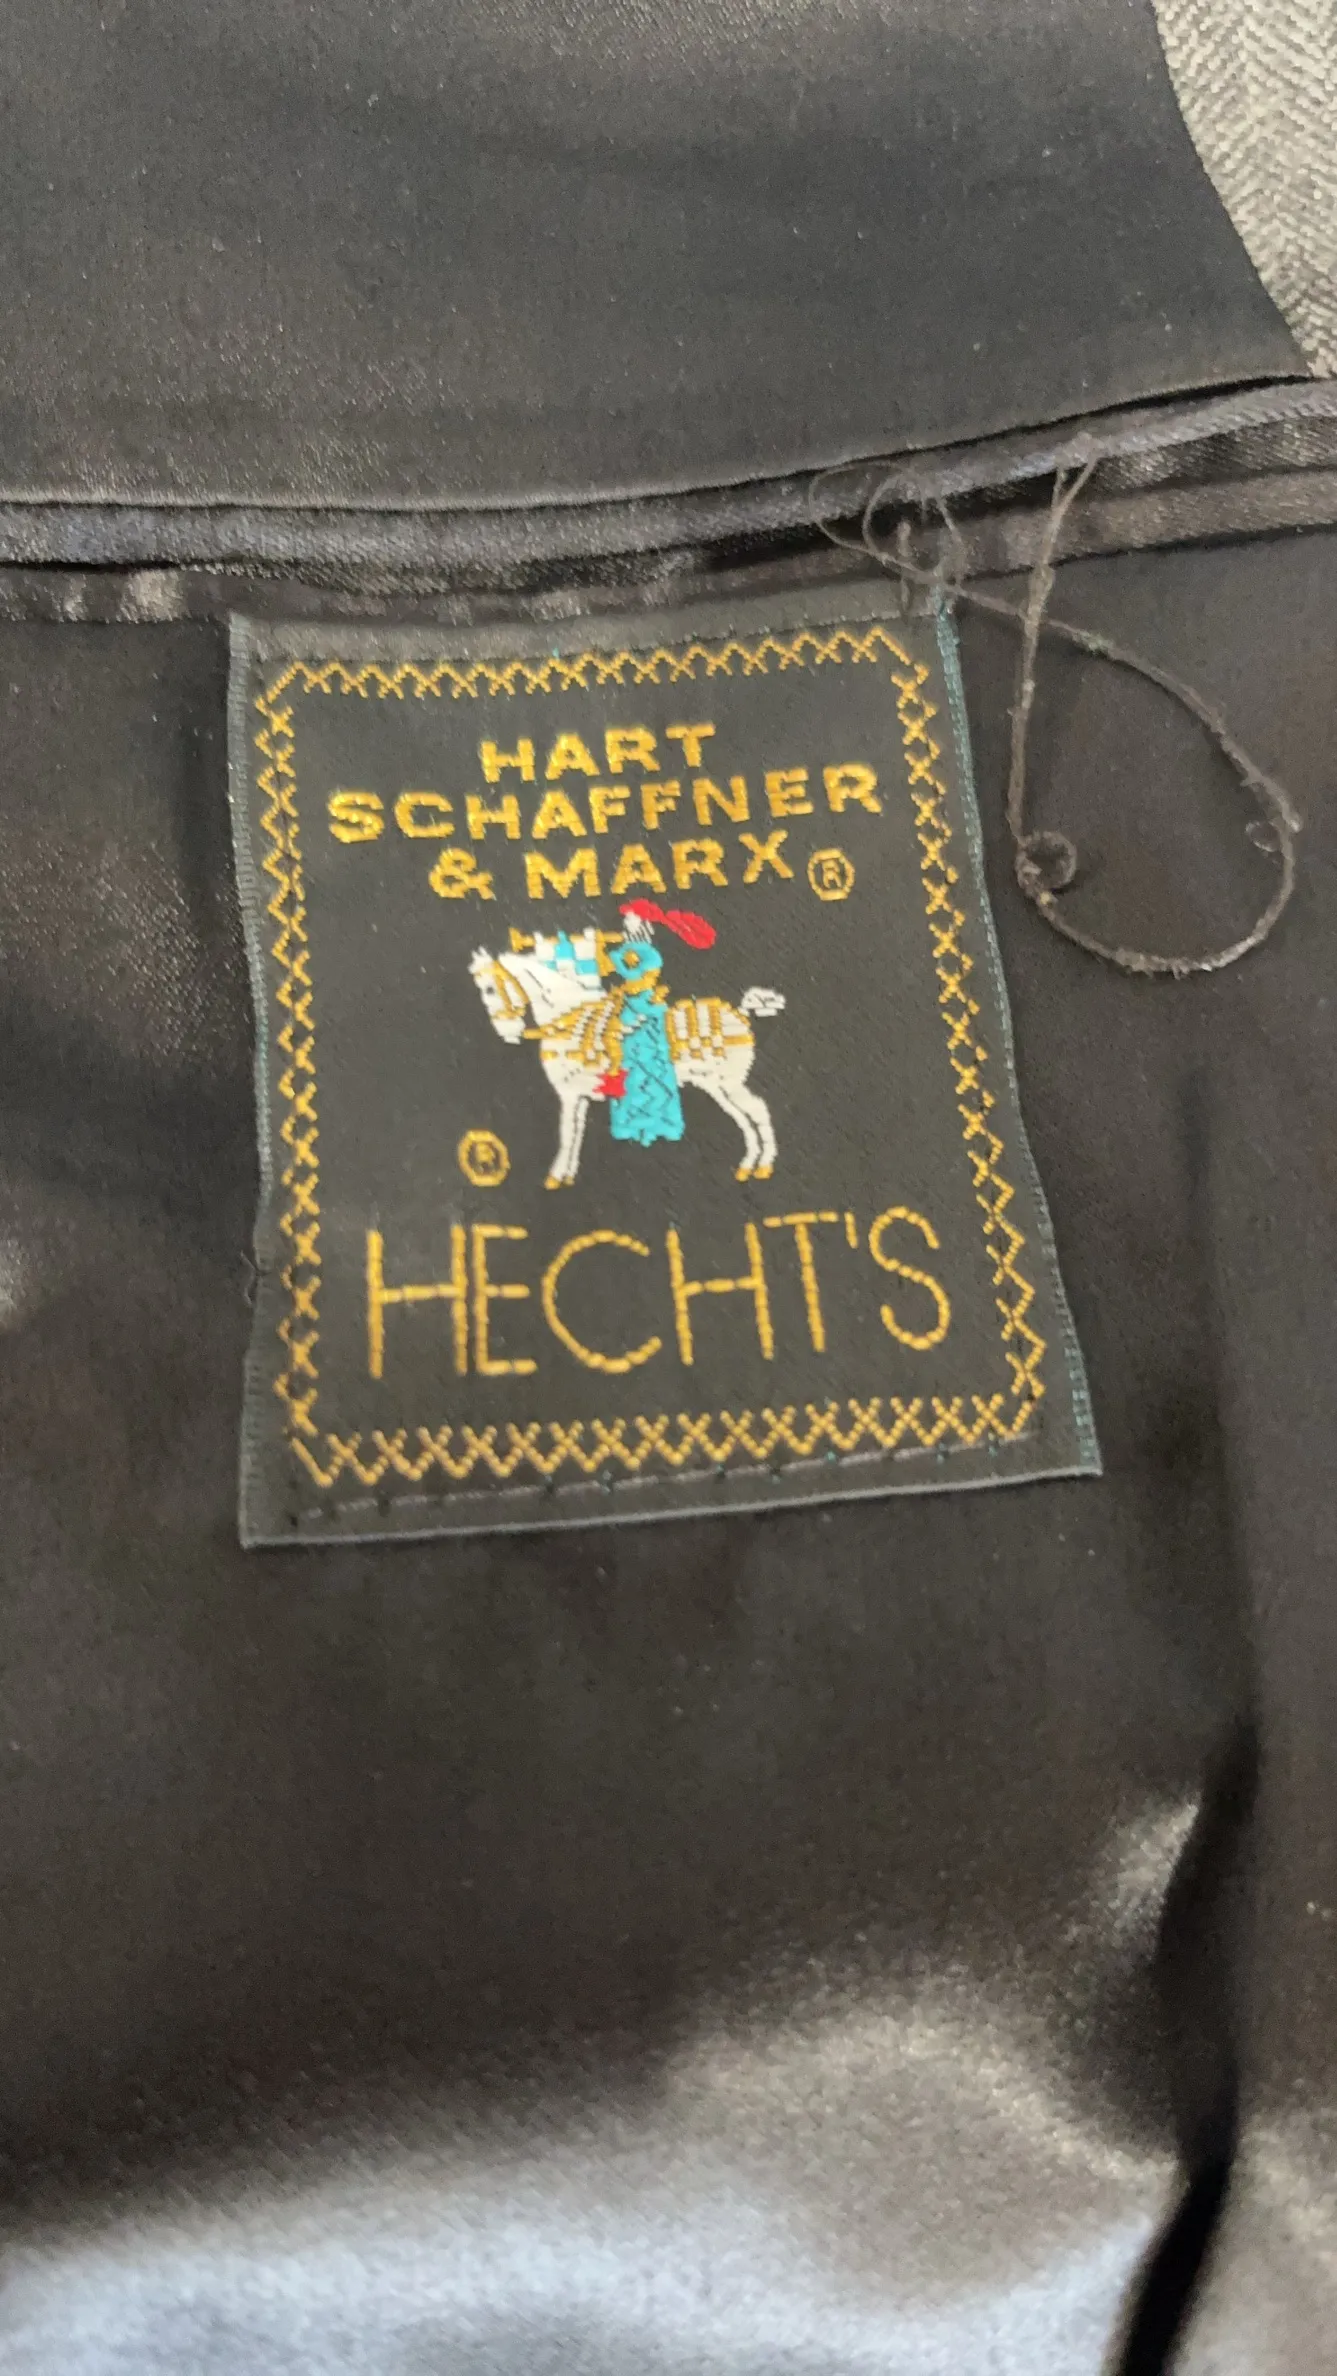 HART
SCHAFFNER
& MARX ®
®
HECHT'S